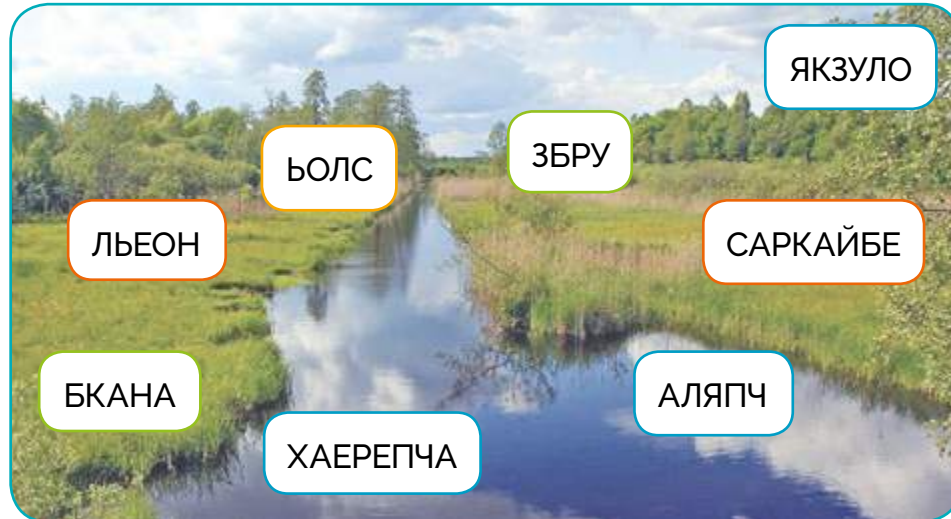 ЯКЗУЛО
ЗБРУ
ЬОЛС
ЛЬЕОН
САРКАЙБЕ
БКАНА
АЛЯПЧ
ХАЕРЕПЧА